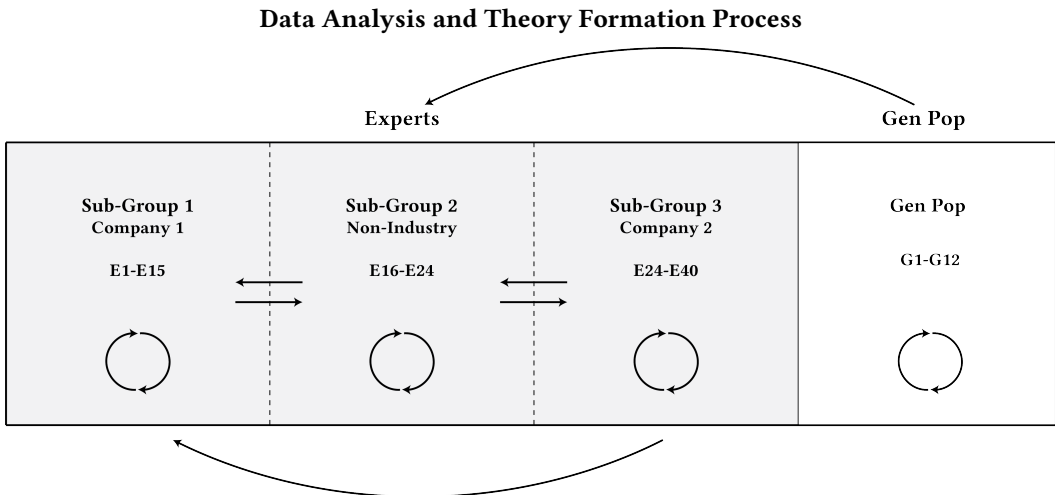 Data Analysis and Theory Formation Process
Experts
Gen Pop
Sub-Group 1
Company 1
E1-E15
Sub-Group 2
Non-Industry
E16-E24
Sub-Group 3
Company 2
E24-E40
Gen Pop
G1-G12